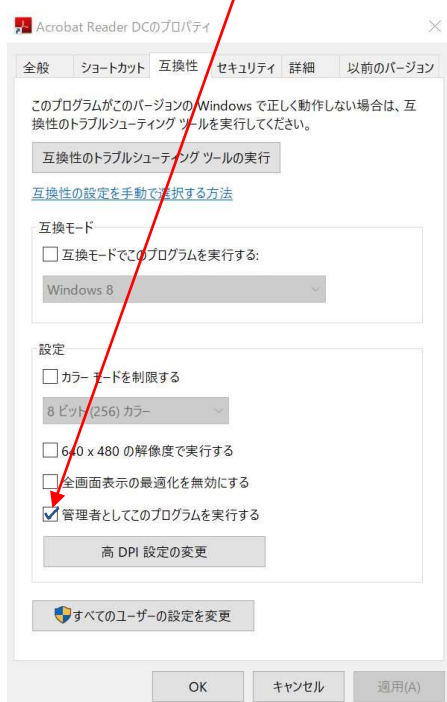 Acrobat Reader DCのプロパティ
全般 ショートカット 互換性 セキュリティ 詳細 以前のバージョン
このプログラムがこのバージョンの Windows で正しく動作しない場合は、互
換性のトラブルシューティング ツールを実行してください。
互換性のトラブルシューティング ツールの実行
互換性の設定を手動で選択する方法
互換モード
互換モードでこのプログラムを実行する:
Windows 8
設定
カラー モードを制限する
8 ビット (256) カラー
640 x 480 の解像度で実行する
全画面表示の最適化を無効にする
管理者としてこのプログラムを実行する
高 DPI 設定の変更
すべてのユーザーの設定を変更
OK キャンセル 適用(A)